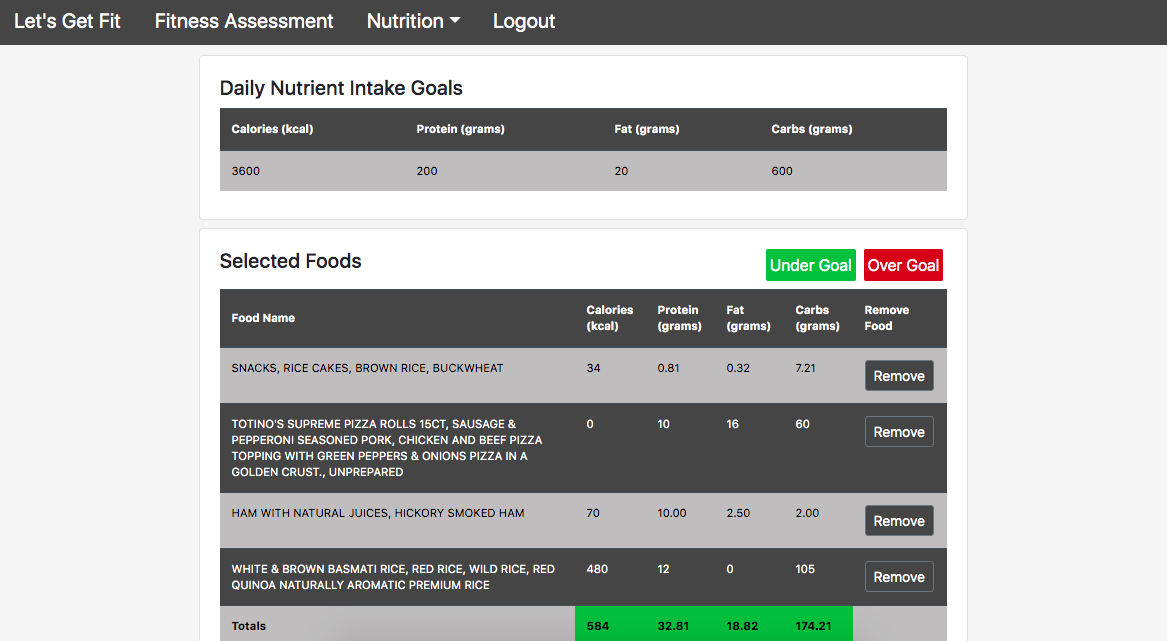 Let's Get Fit Fitness Assessment Nutrition Logout
Daily Nutrient Intake Goals
Calories (kcal) Protein (grams) Fat (grams) Carbs (grams)
3600 200 20 600
Selected Foods Under Goal Over Goal
Food Name Calories (kcal) Protein (grams) Fat (grams) Carbs (grams) Remove Food
SNACKS, RICE CAKES, BROWN RICE, BUCKWHEAT 34 0.81 0.32 7.21 Remove
TOTINO'S SUPREME PIZZA ROLLS 15CT, SAUSAGE & 0 10 16 60 Remove
PEPPERONI SEASONED PORK, CHICKEN AND BEEF PIZZA
TOPPING WITH GREEN PEPPERS & ONIONS PIZZA IN A
GOLDEN CRUST., UNPREPARED
HAM WITH NATURAL JUICES, HICKORY SMOKED HAM 70 10.00 2.50 2.00 Remove
WHITE & BROWN BASMATI RICE, RED RICE, WILD RICE, RED 480 12 0 105 Remove
QUINOA NATURALLY AROMATIC PREMIUM RICE
Totals 584 32.81 18.82 174.21